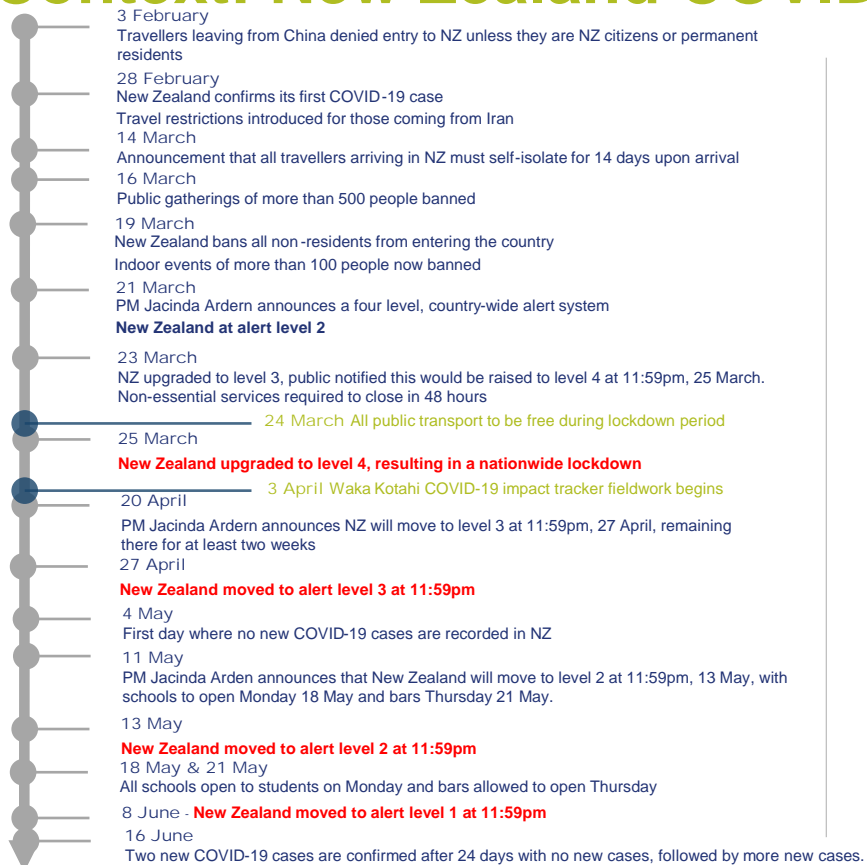 Context: New Zealand COVID
3 February
Travellers leaving from China denied entry to NZ unless they are NZ citizens or permanent
residents
28 February
New Zealand confirms its first COVID-19 case
Travel restrictions introduced for those coming from Iran
14 March
Announcement that all travellers arriving in NZ must self-isolate for 14 days upon arrival
16 March
Public gatherings of more than 500 people banned
19 March
New Zealand bans all non-residents from entering the country
Indoor events of more than 100 people now banned
21 March
PM Jacinda Ardern announces a four level, country-wide alert system
New Zealand at alert level 2
23 March
NZ upgraded to level 3, public notified this would be raised to level 4 at 11:59pm, 25 March.
Non-essential services required to close in 48 hours
24 March All public transport to be free during lockdown period
25 March
New Zealand upgraded to level 4, resulting in a nationwide lockdown
3 April Waka Kotahi COVID-19 impact tracker fieldwork begins
20 April
PM Jacinda Ardern announces NZ will move to level 3 at 11:59pm, 27 April, remaining
there for at least two weeks
27 April
New Zealand moved to alert level 3 at 11:59pm
4 May
First day where no new COVID-19 cases are recorded in NZ
11 May
PM Jacinda Arden announces that New Zealand will move to level 2 at 11:59pm, 13 May, with
schools to open Monday 18 May and bars Thursday 21 May.
13 May
New Zealand moved to alert level 2 at 11:59pm
18 May & 21 May
All schools open to students on Monday and bars allowed to open Thursday
8 June - New Zealand moved to alert level 1 at 11:59pm
16 June
Two new COVID-19 cases are confirmed after 24 days with no new cases, followed by more new cases.